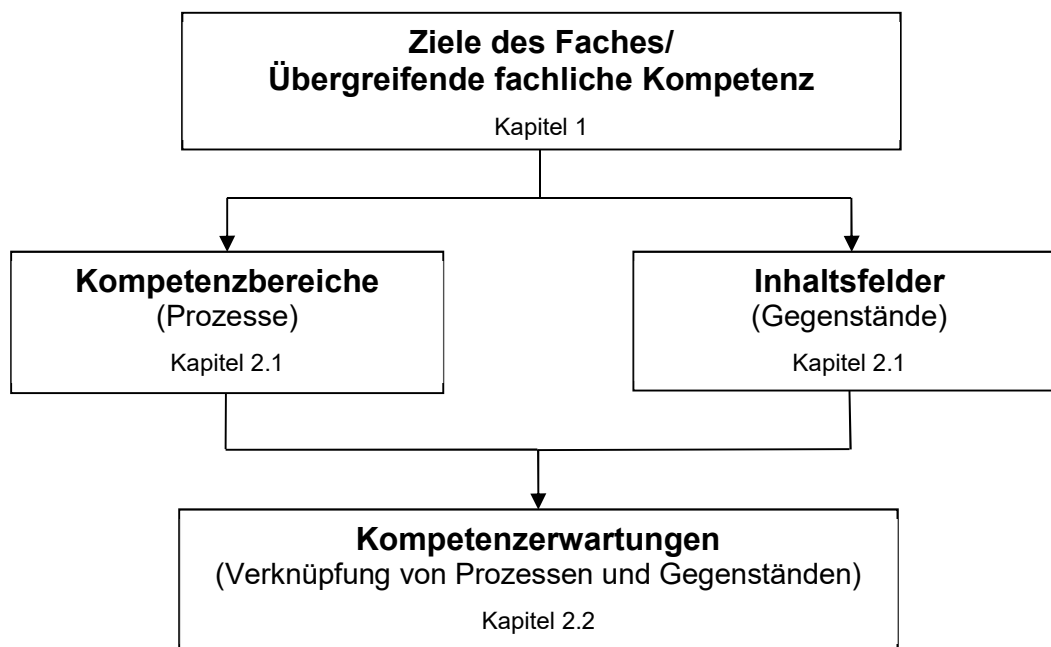 Ziele des Faches/
Übergreifende fachliche Kompetenz
Kapitel 1
Kompetenzbereiche
(Prozesse)
Kapitel 2.1
Inhaltsfelder
(Gegenstände)
Kapitel 2.1
Kompetenzerwartungen
(Verknüpfung von Prozessen und Gegenständen)
Kapitel 2.2